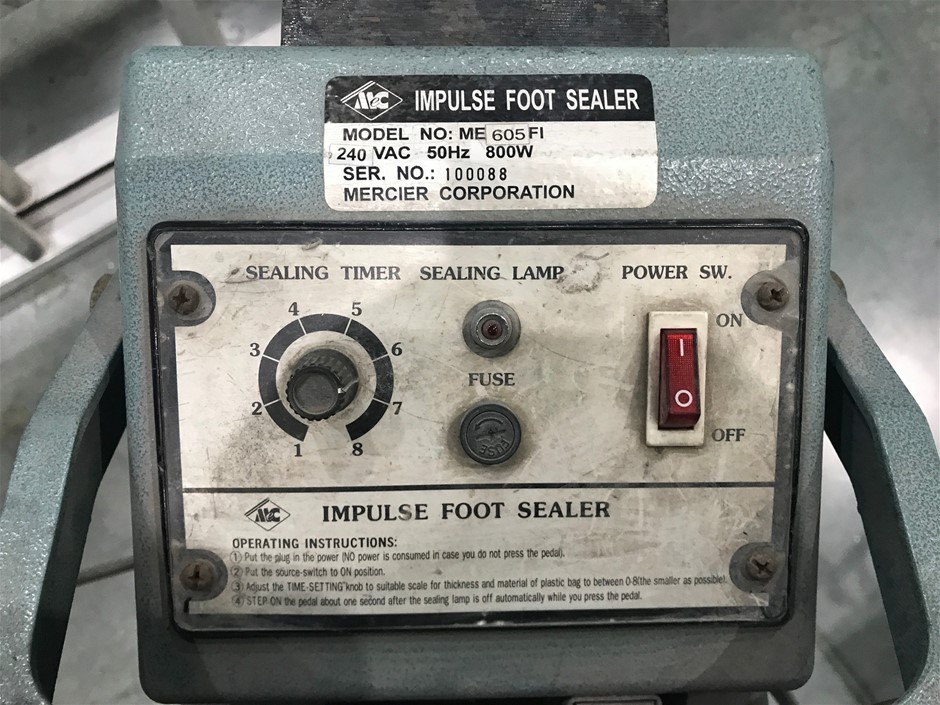 MEC IMPULSE FOOT SEALER
MODEL NO: ME 605 FI
240 VAC 50Hz 800W
SER. NO.: 100088
MERCIER CORPORATION
SEALING TIMER SEALING LAMP POWER SW.
1 2 3 4 5 6 7 8
ON
I
O
OFF
FUSE
FUSE
MEC IMPULSE FOOT SEALER
OPERATING INSTRUCTIONS:
① Put the plug in the power (NO power is consumed in case you do not press the pedal).
② Put the source-switch to ON position.
③ Adjust the TIME-SETTING knob to suitable scale for thickness and material of plastic bag to between 0-8(the smaller as possible).
④ STEP ON the pedal about one second after the sealing lamp is off automatically while you press the pedal.